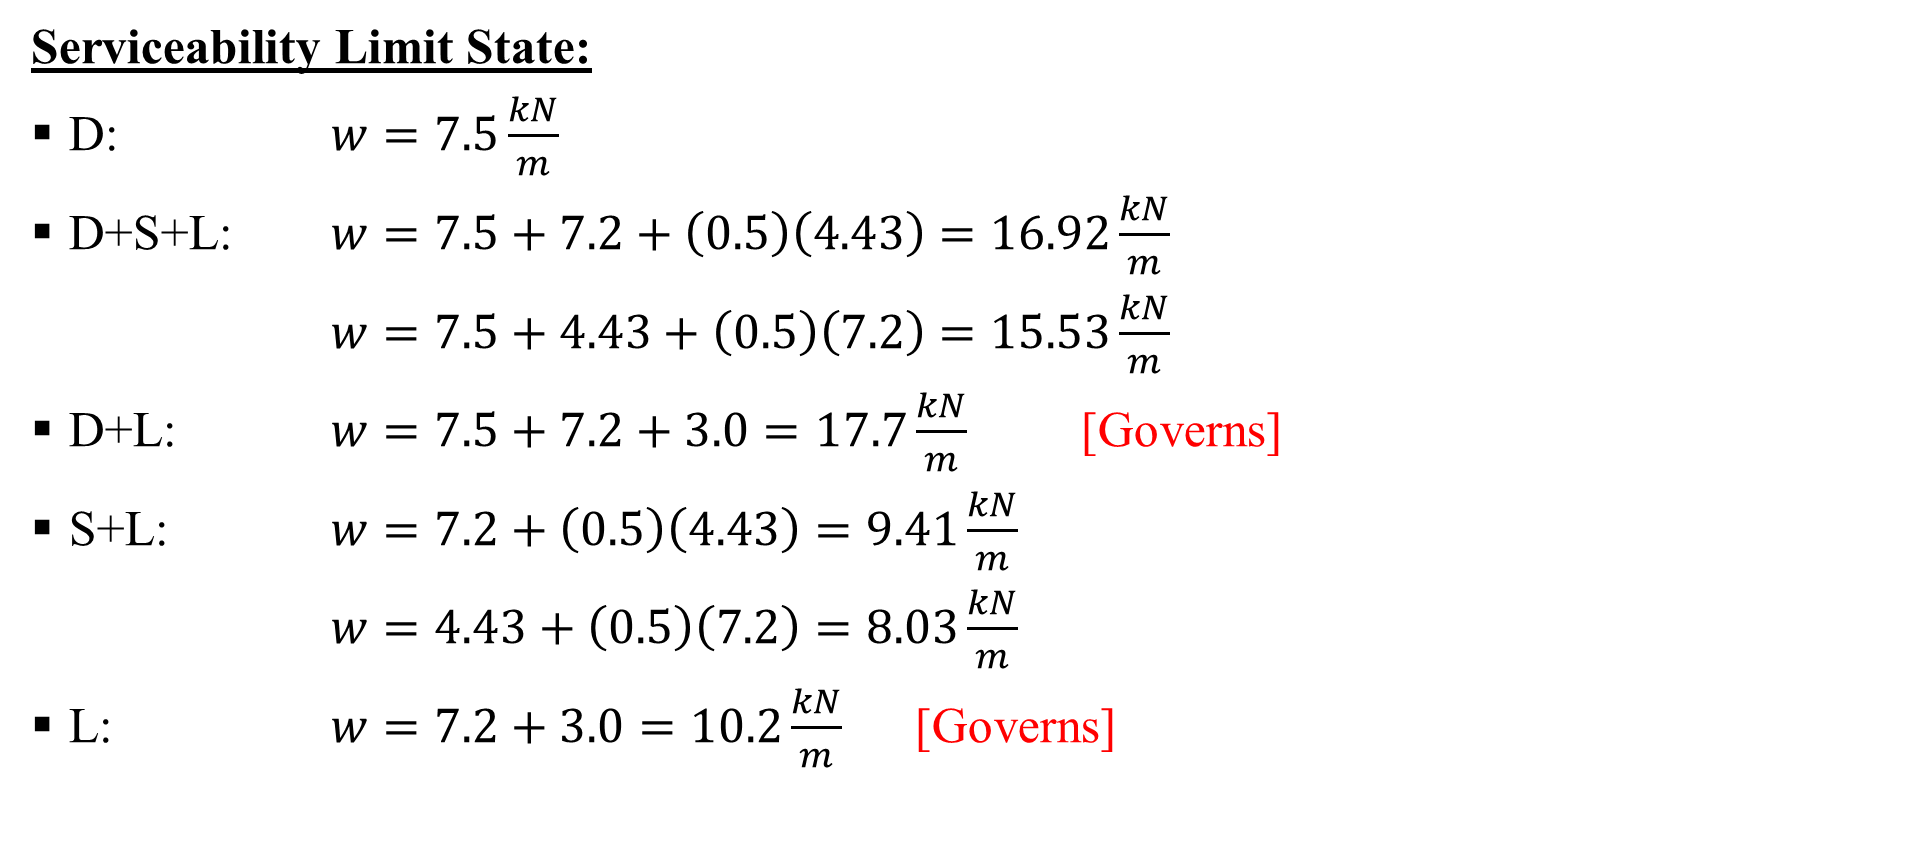 Serviceability Limit State:
▪ D: w = 7.5 kN/m
▪ D+S+L: w = 7.5 + 7.2 + (0.5)(4.43) = 16.92 kN/m
w = 7.5 + 4.43 + (0.5)(7.2) = 15.53 kN/m
▪ D+L: w = 7.5 + 7.2 + 3.0 = 17.7 kN/m [Governs]
▪ S+L: w = 7.2 + (0.5)(4.43) = 9.41 kN/m
w = 4.43 + (0.5)(7.2) = 8.03 kN/m
▪ L: w = 7.2 + 3.0 = 10.2 kN/m [Governs]